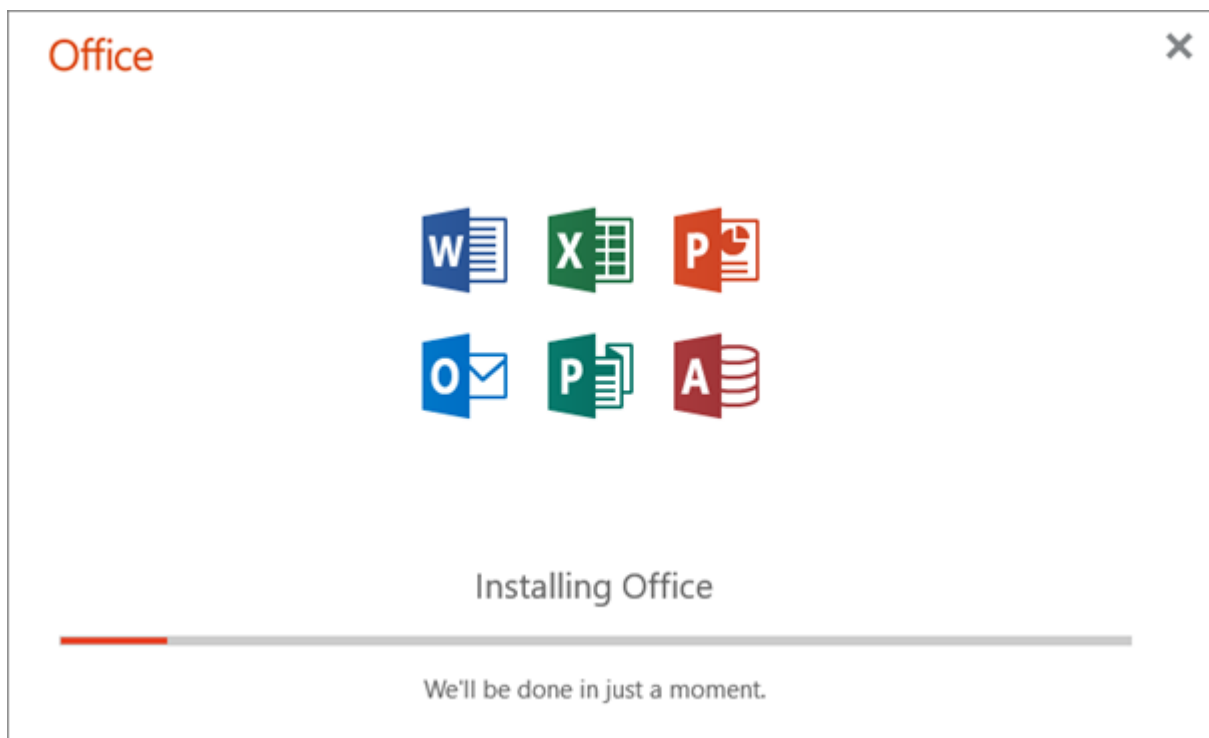 Office
W X P
O P A
Installing Office
We'll be done in just a moment.